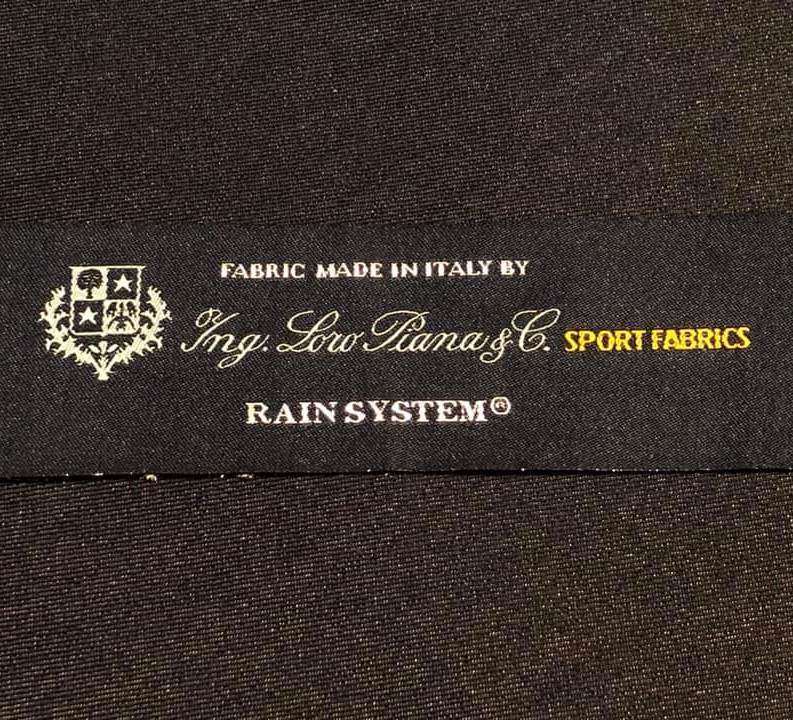 FABRIC MADE IN ITALY BY
Ing. Loro Piana & C. SPORT FABRICS
RAIN SYSTEM®